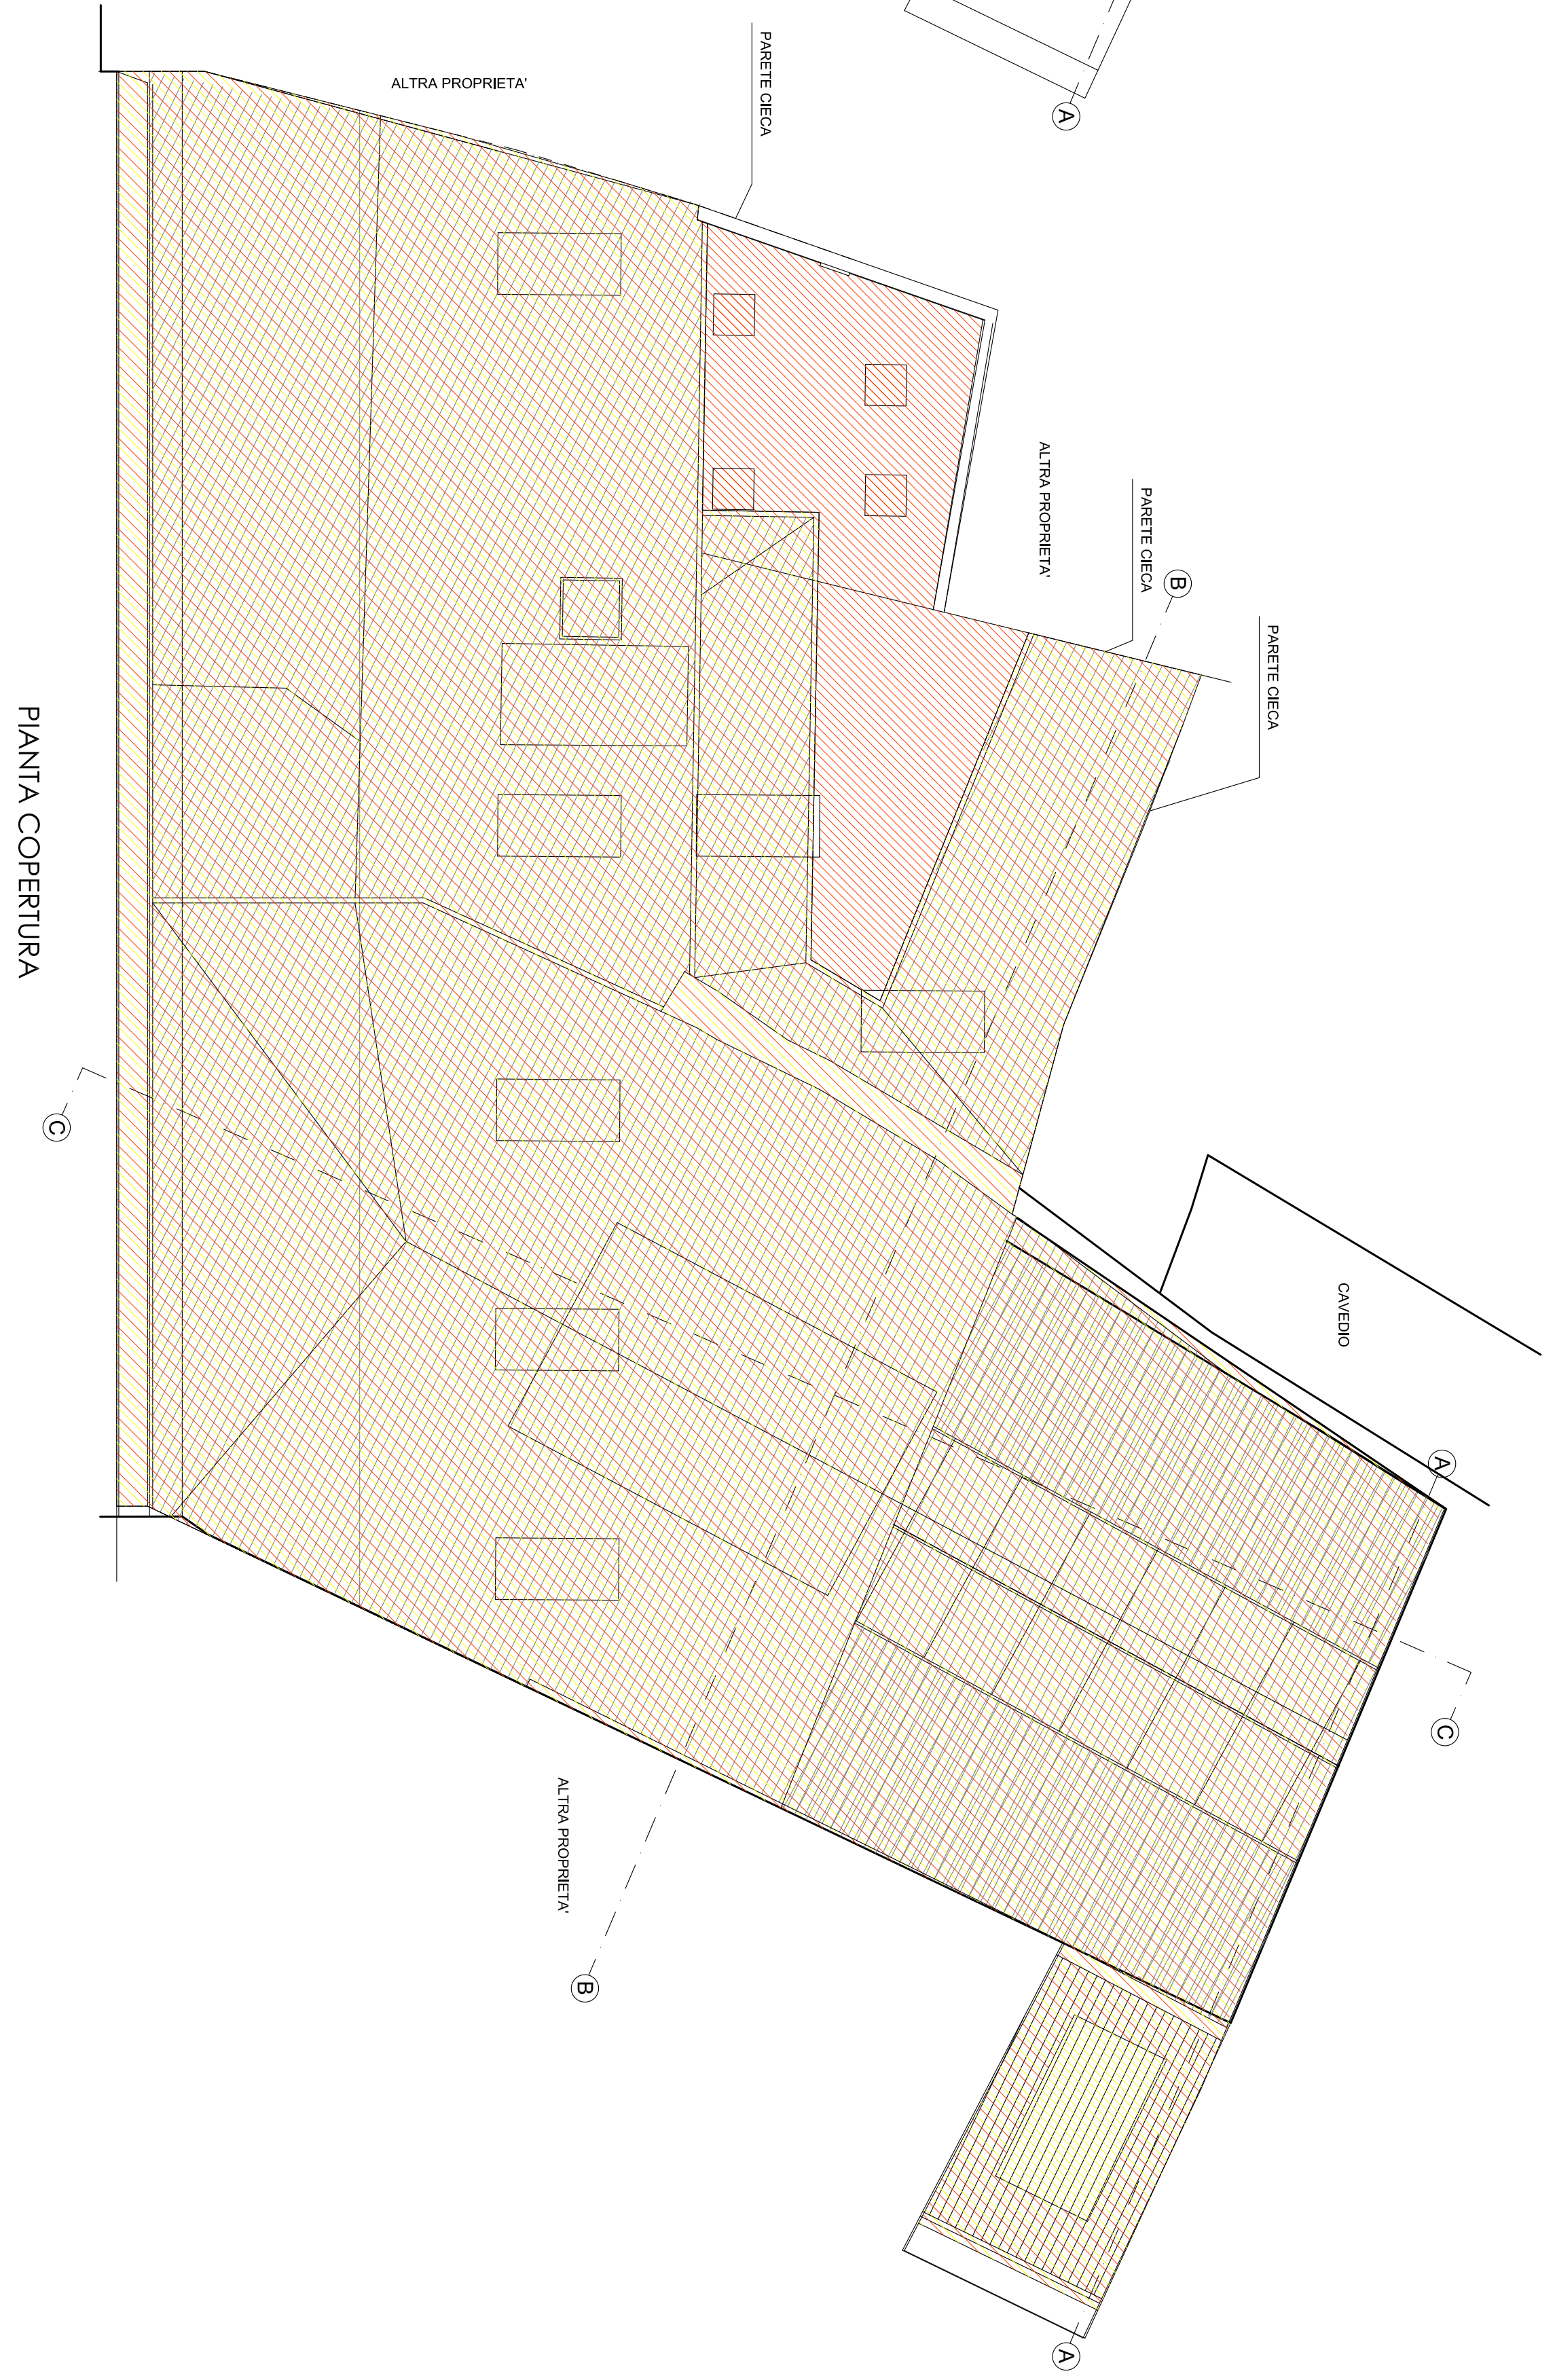 ALTRA PROPRIETA'
PARETE CIECA
A
ALTRA PROPRIETA'
PARETE CIECA
B
PARETE CIECA
PIANTA COPERTURA
C
CAVEDIO
A
C
ALTRA PROPRIETA'
B
A